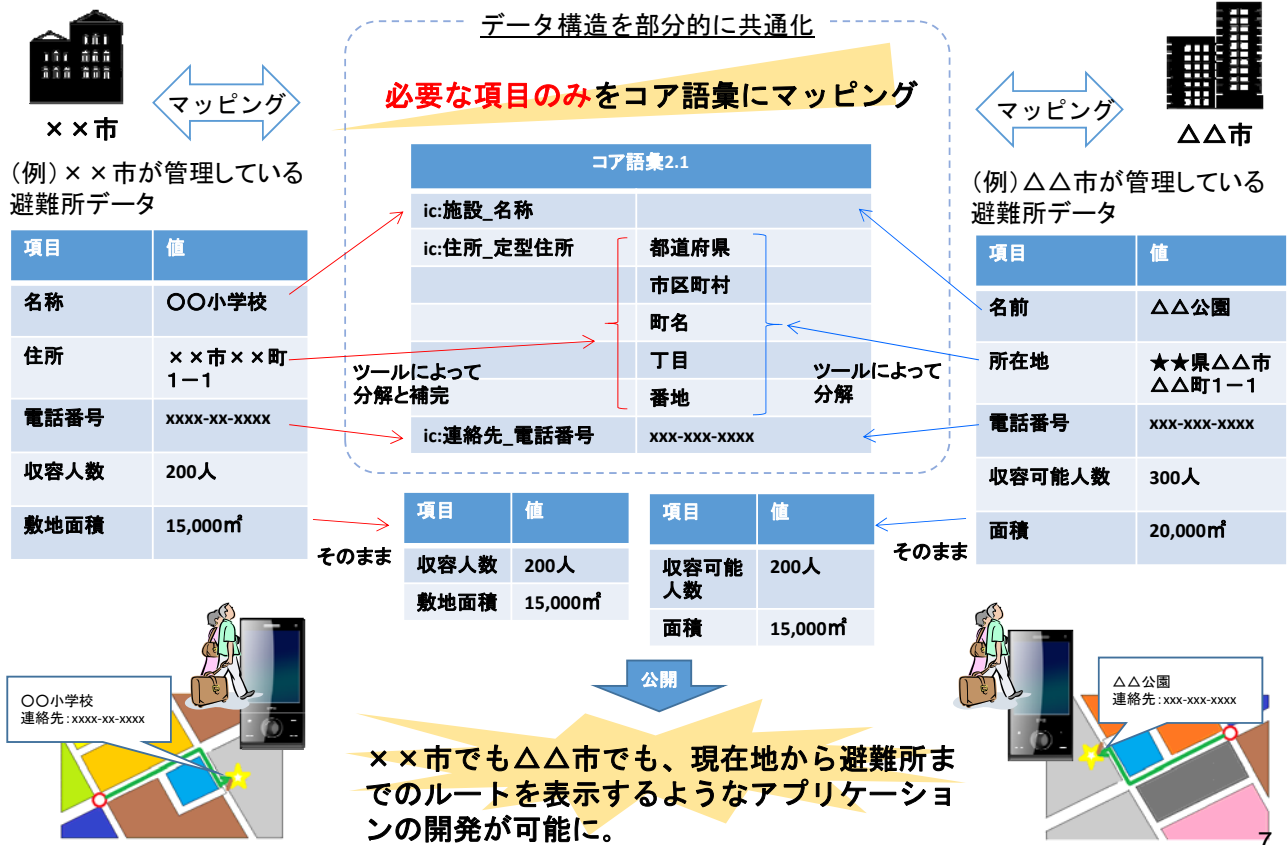 データ構造を部分的に共通化
必要な項目のみをコア語彙にマッピング
マッピング
××市
(例)××市が管理している
避難所データ
項目 値
名称 〇〇小学校
住所 ××市××町
1-1
電話番号 xxxx-xx-xxxx
収容人数 200人
敷地面積 15,000㎡
コア語彙2.1
ic:施設_名称
ic:住所_定型住所 都道府県
市区町村
町名
丁目
番地
ic:連絡先_電話番号 xxx-xxx-xxxx
ツールによって
分解と補完
ツールによって
分解
マッピング
△△市
(例)△△市が管理している
避難所データ
項目 値
名前 △△公園
所在地 ★★県△△市
△△町1-1
電話番号 xxx-xxx-xxxx
収容可能人数 300人
面積 20,000㎡
そのまま
項目 値
収容人数 200人
敷地面積 15,000㎡
項目 値
収容可能
人数 200人
面積 15,000㎡
そのまま
公開
〇〇小学校
連絡先:xxxx-xx-xxxx
××市でも△△市でも、現在地から避難所ま
でのルートを表示するようなアプリケーショ
ンの開発が可能に。
△△公園
連絡先:xxx-xxx-xxxx
7